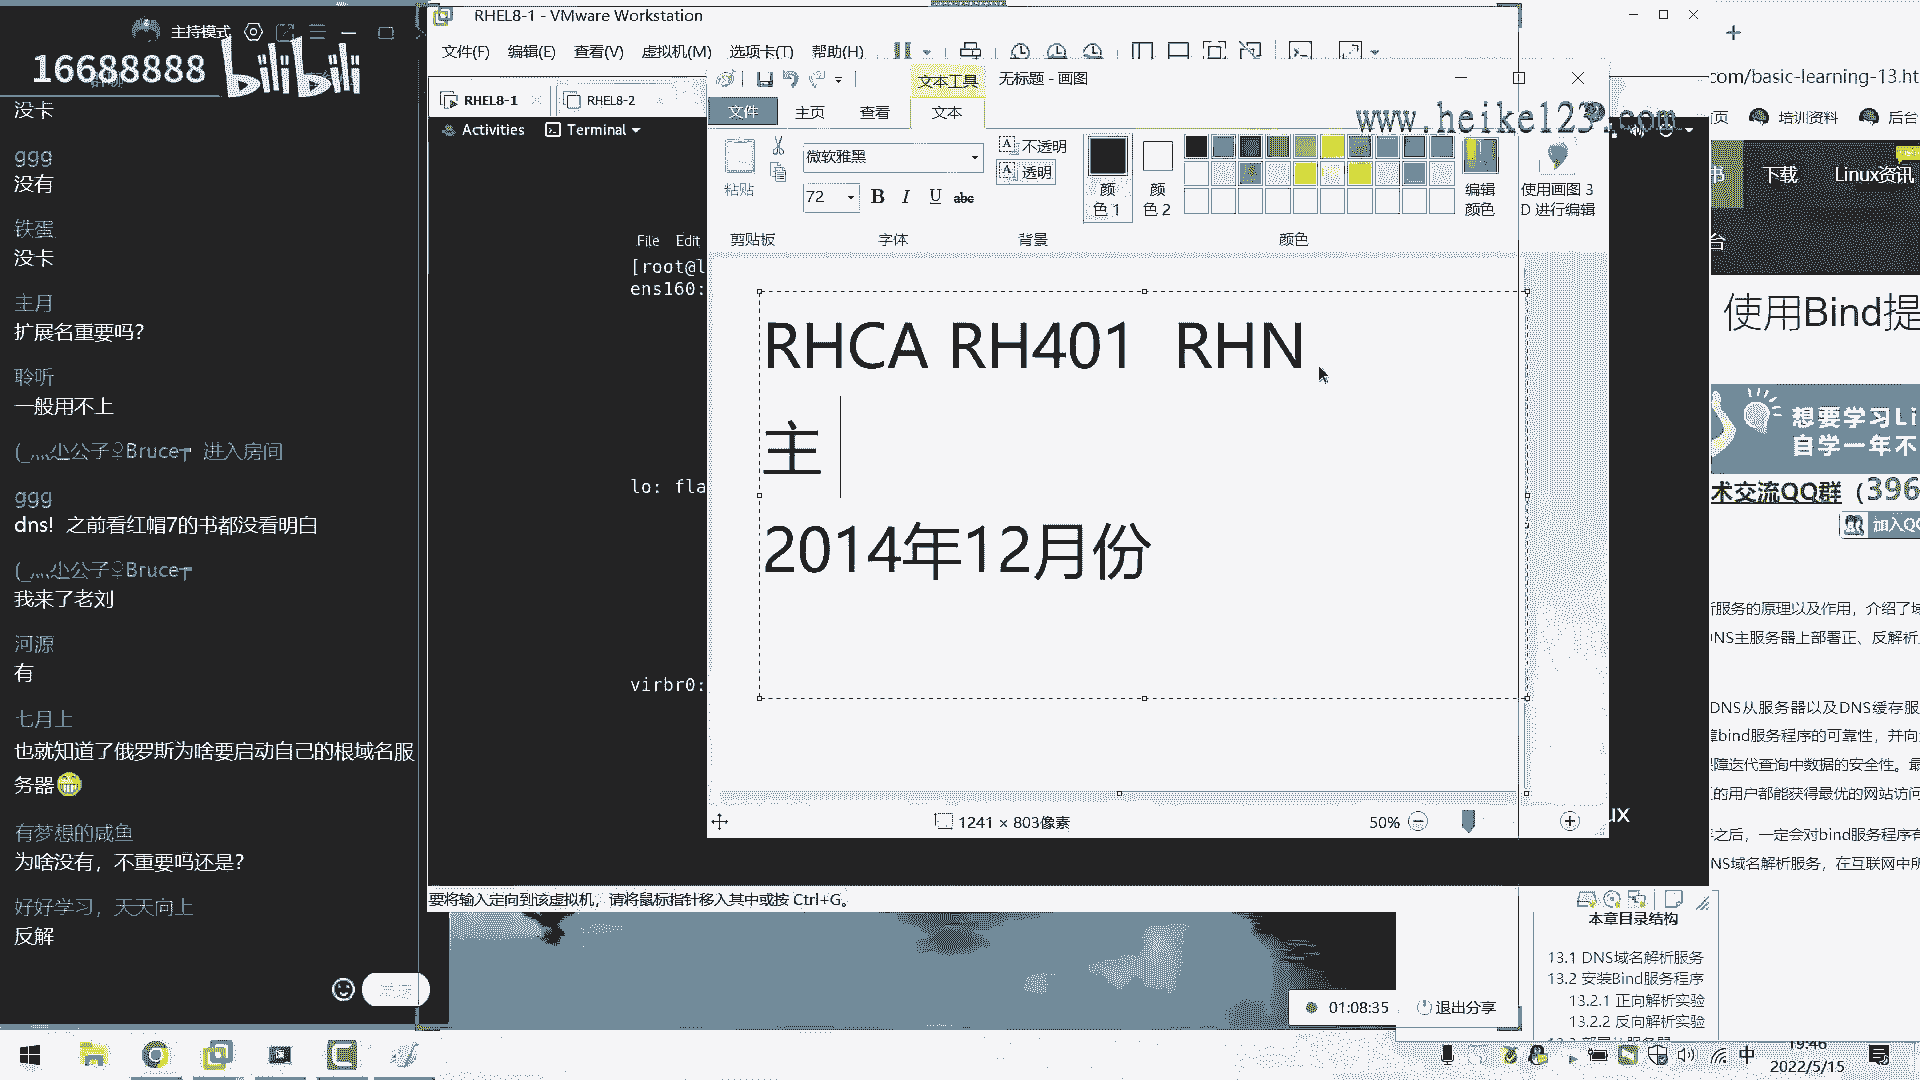 主持模式
16688888
bilibili
没卡
ggg
没有
铁蛋
没卡
主月
扩展名重要吗?
聆听
一般用不上
尘公子♀Bruce 进入房间
ggg
dns! 之前看红帽7的书都没看明白
尘公子♀Bruce
我来了老刘
河源
有
七月上
也就知道了俄罗斯为啥要启动自己的根域名服
务器😁
有梦想的咸鱼
为啥没有，不重要吗还是?
好好学习，天天向上
反解
RHEL8-1 - VMware Workstation
文件(F) 编辑(E) 查看(V) 虚拟机(M) 选项卡(T) 帮助(H)
RHEL8-1 RHEL8-2
Activities Terminal
File Edit
[root@l
ens160:
lo: fla
virbr0:
文本工具 无标题 - 画图
文件 主页 查看 文本
粘贴
微软雅黑
72 B I U abc
不透明
透明
颜
色 1
颜
色 2
编辑
颜色
使用画图 3
D 进行编辑
剪贴板 字体 背景 颜色
RHCA RH401 RHN
主
2014年12月份
1241 × 803像素
50%
要将输入定向到该虚拟机，请将鼠标指针移入其中或按 Ctrl+G。
www.heike123.com
com/basic-learning-13.ht
页 培训资料 后台
书 下载 Linux资讯
台
使用Bind提
想要学习Li
自学一年不
术交流QQ群 （396
加入QQ
服务的原理以及作用，介绍了域
NS主服务器上部署正、反解析
DNS从服务器以及DNS缓存服
bind服务程序的可靠性，并向
障迭代查询中数据的安全性。最
的用户都能获得最优的网站访问
之后，一定会对bind服务程序有
NS域名解析服务，在互联网中所
ux
本章目录结构
13.1 DNS域名解析服务
13.2 安装Bind服务程序
13.2.1 正向解析实验
13.2.2 反向解析实验
01:08:35 退出分享
中
19:46
2022/5/15